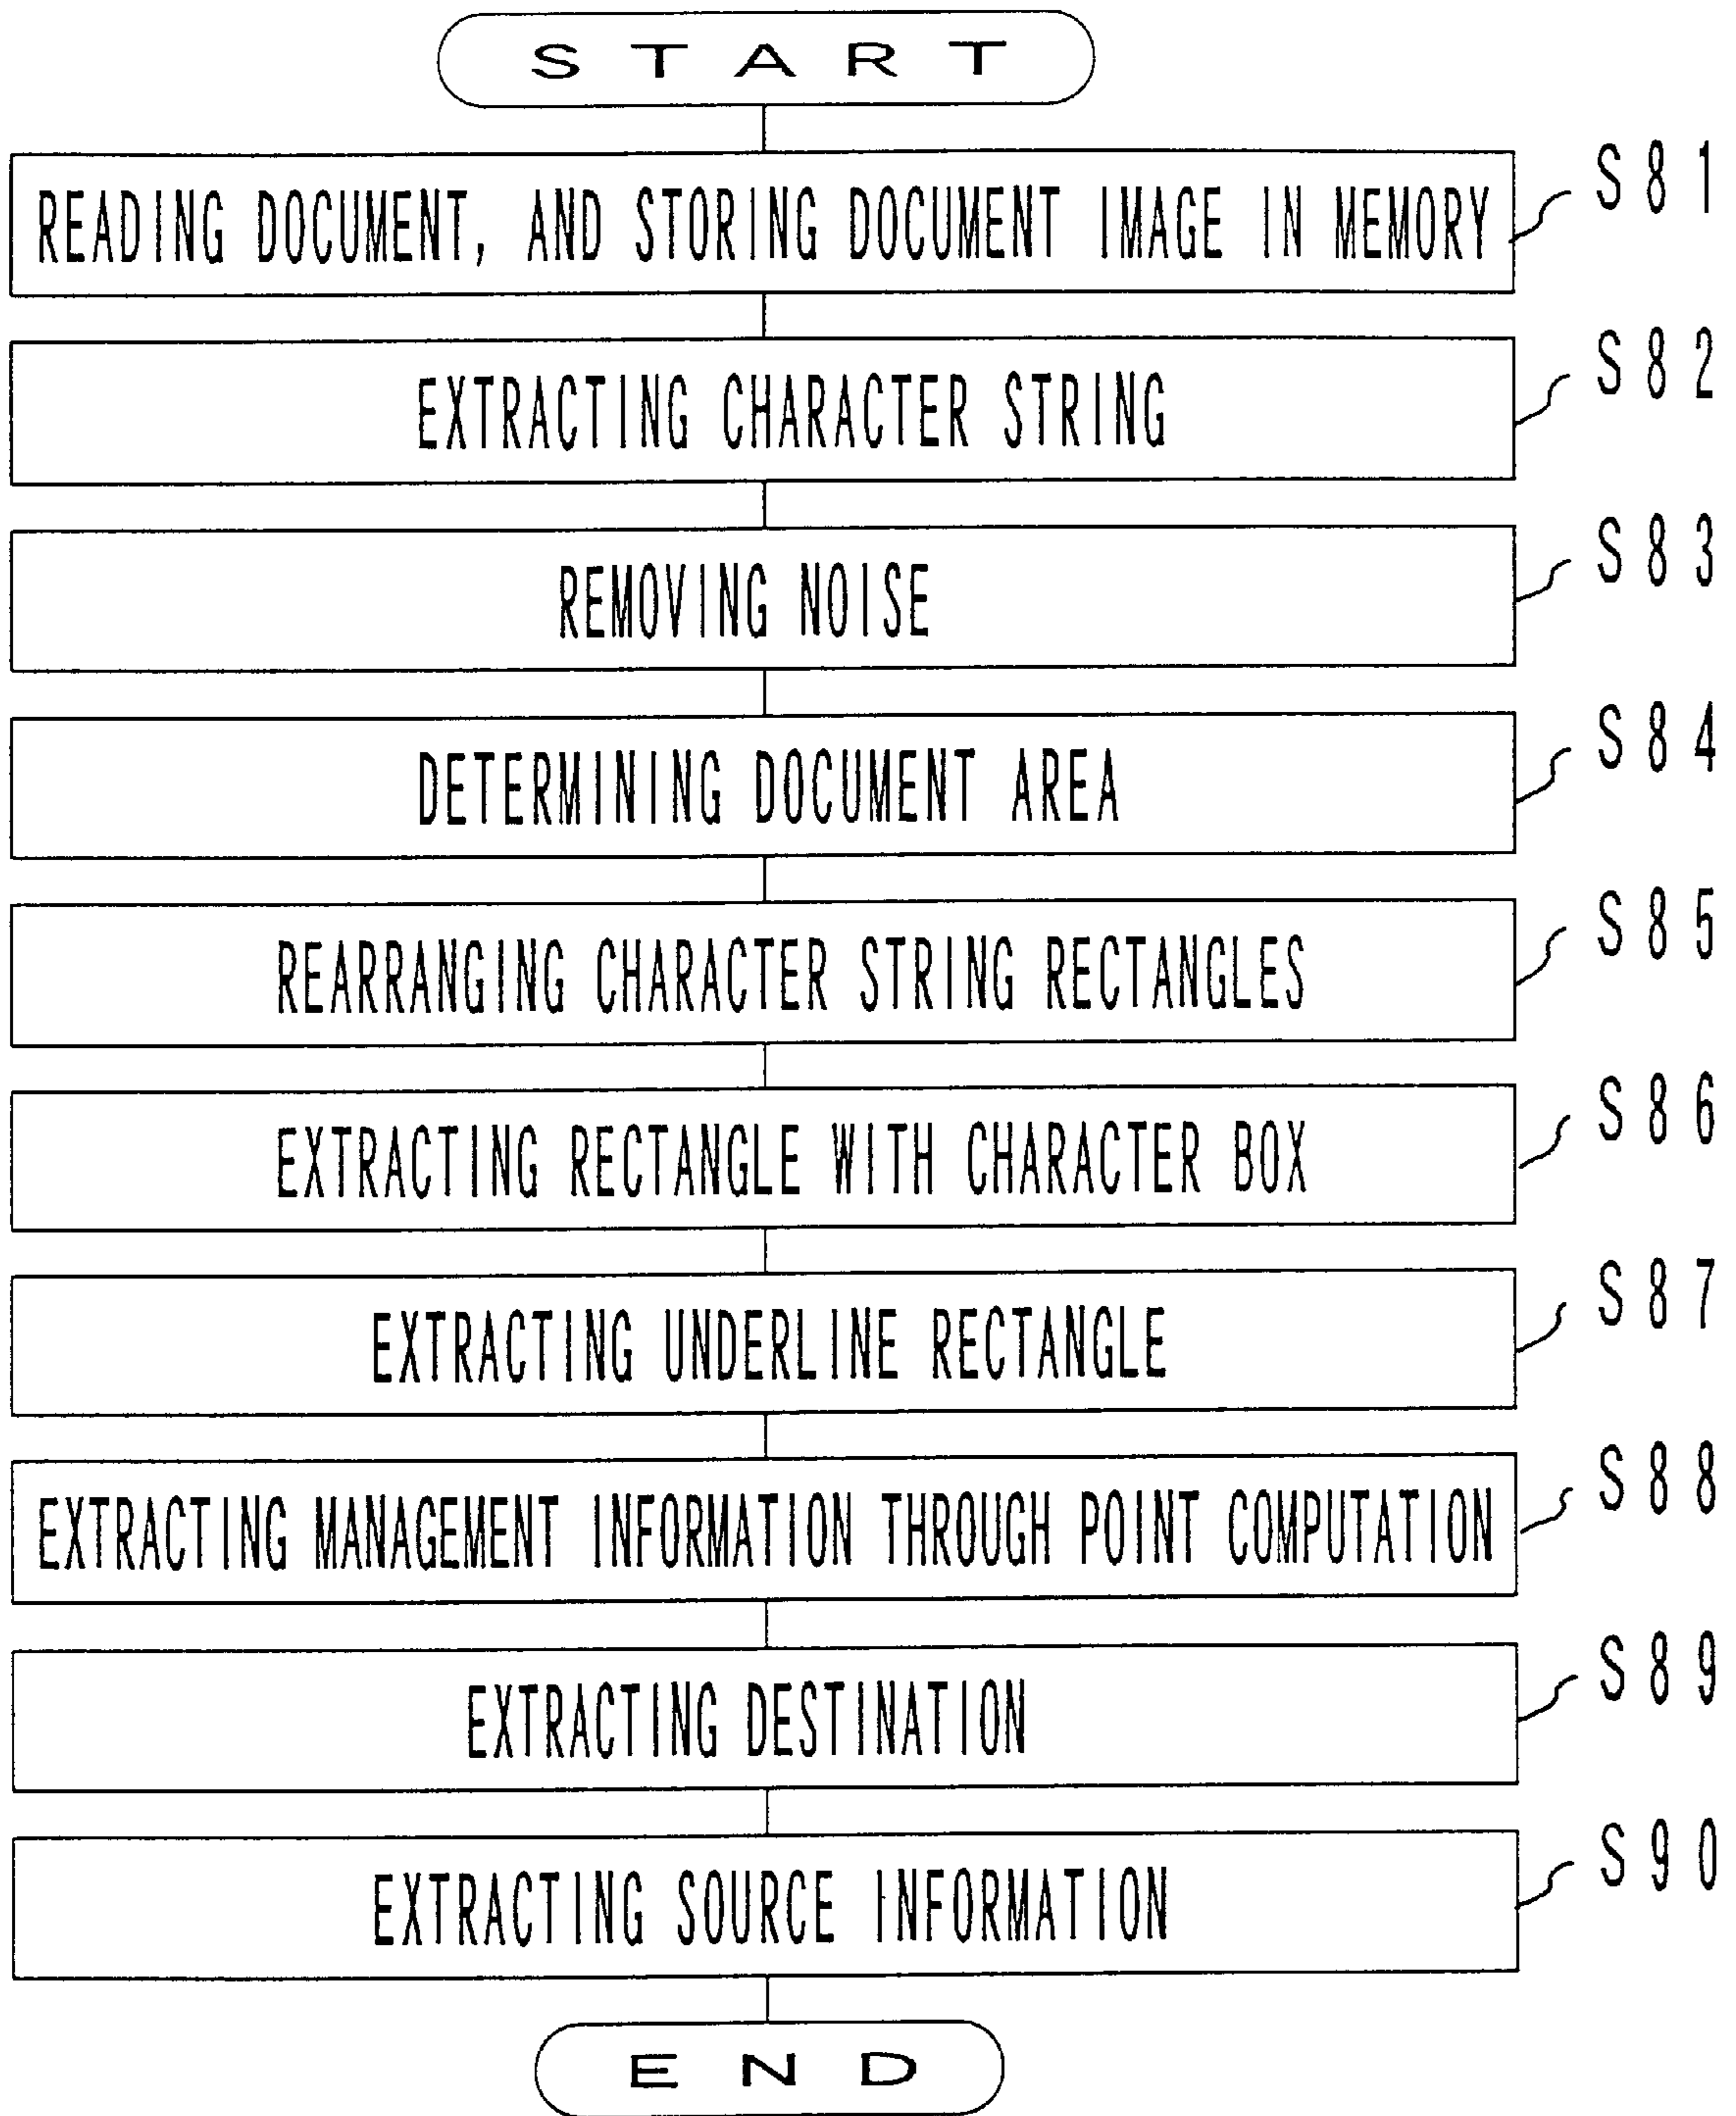 START
S81
READING DOCUMENT, AND STORING DOCUMENT IMAGE IN MEMORY
S82
EXTRACTING CHARACTER STRING
S83
REMOVING NOISE
S84
DETERMINING DOCUMENT AREA
S85
REARRANGING CHARACTER STRING RECTANGLES
S86
EXTRACTING RECTANGLE WITH CHARACTER BOX
S87
EXTRACTING UNDERLINE RECTANGLE
S88
EXTRACTING MANAGEMENT INFORMATION THROUGH POINT COMPUTATION
S89
EXTRACTING DESTINATION
S90
EXTRACTING SOURCE INFORMATION
END